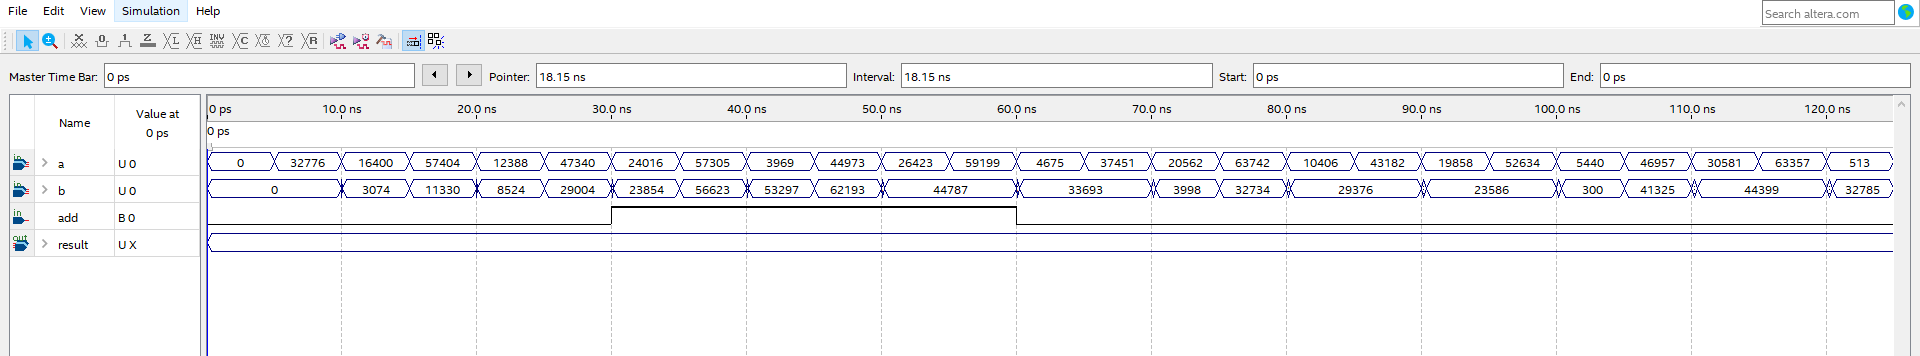 File Edit View Simulation Help
Search altera.com
Master Time Bar: 0 ps Pointer: 18.15 ns Interval: 18.15 ns Start: 0 ps End: 0 ps
Name Value at 0 ps
0 ps 10.0 ns 20.0 ns 30.0 ns 40.0 ns 50.0 ns 60.0 ns 70.0 ns 80.0 ns 90.0 ns 100.0 ns 110.0 ns 120.0 ns
0 ps
in a U 0 0 32776 16400 57404 12388 47340 24016 57305 3969 44973 26423 59199 4675 37451 20562 63742 10406 43182 19858 52634 5440 46957 30581 63357 513
in b U 0 0 3074 11330 8524 29004 23854 56623 53297 62193 44787 33693 3998 32734 29376 23586 300 41325 44399 32785
in add B 0
out result U X